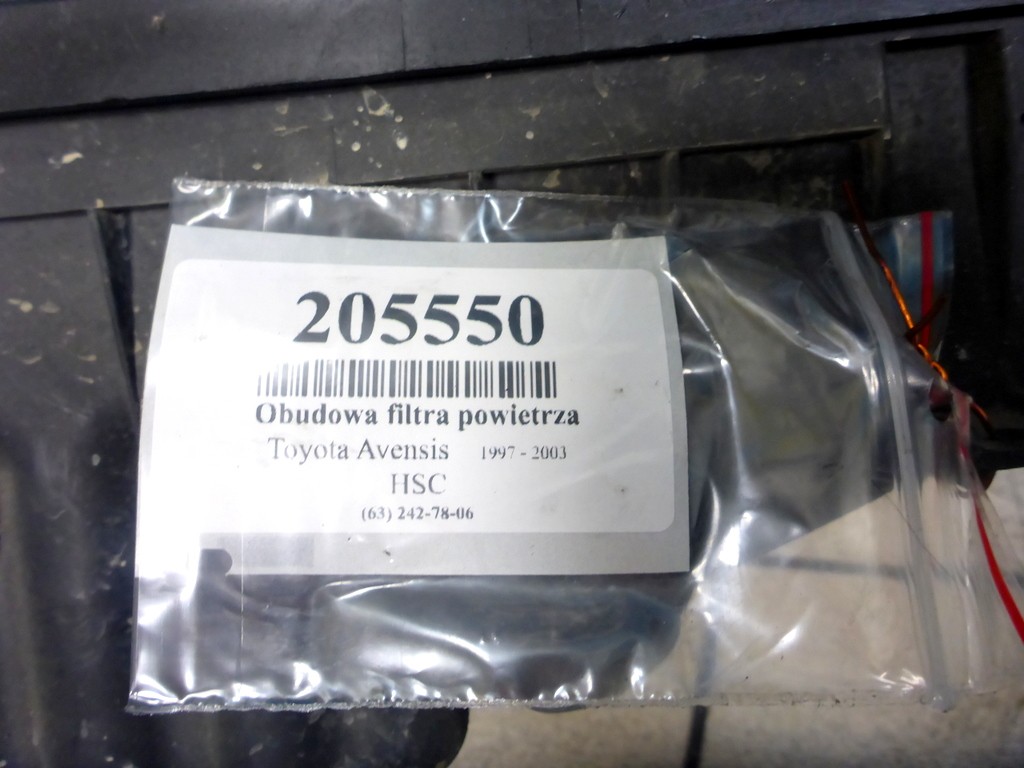 205550
Obudowa filtra powietrza
Toyota Avensis 1997 - 2003
HSC
(63) 242-78-06